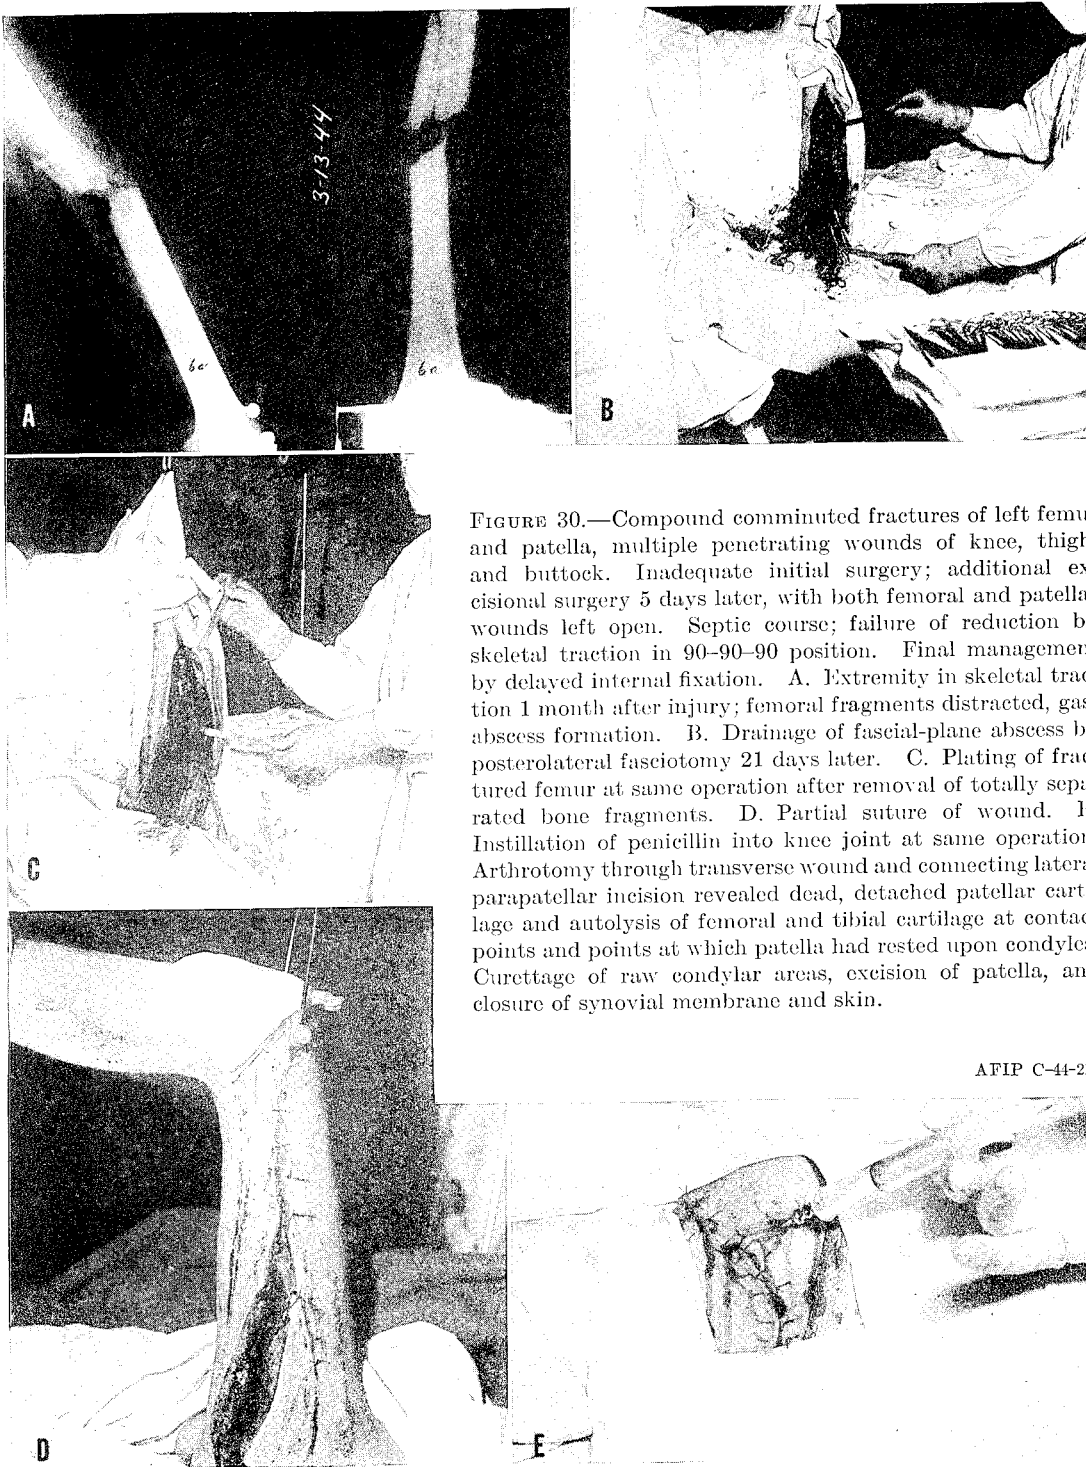 3-13-44
6a
6a
A
B
FIGURE 30.—Compound comminuted fractures of left femu
and patella, multiple penetrating wounds of knee, thigh
and buttock. Inadequate initial surgery; additional ex
cisional surgery 5 days later, with both femoral and patella
wounds left open. Septic course; failure of reduction b
skeletal traction in 90–90–90 position. Final managemen
by delayed internal fixation. A. Extremity in skeletal trac
tion 1 month after injury; femoral fragments distracted, gas
abscess formation. B. Drainage of fascial-plane abscess b
posterolateral fasciotomy 21 days later. C. Plating of frac
tured femur at same operation after removal of totally sepa
rated bone fragments. D. Partial suture of wound. E
Instillation of penicillin into knee joint at same operation
Arthrotomy through transverse wound and connecting latera
parapatellar incision revealed dead, detached patellar cart
lage and autolysis of femoral and tibial cartilage at contac
points and points at which patella had rested upon condyle
Curettage of raw condylar areas, excision of patella, an
closure of synovial membrane and skin.
C
AFIP C–44–2
D
E